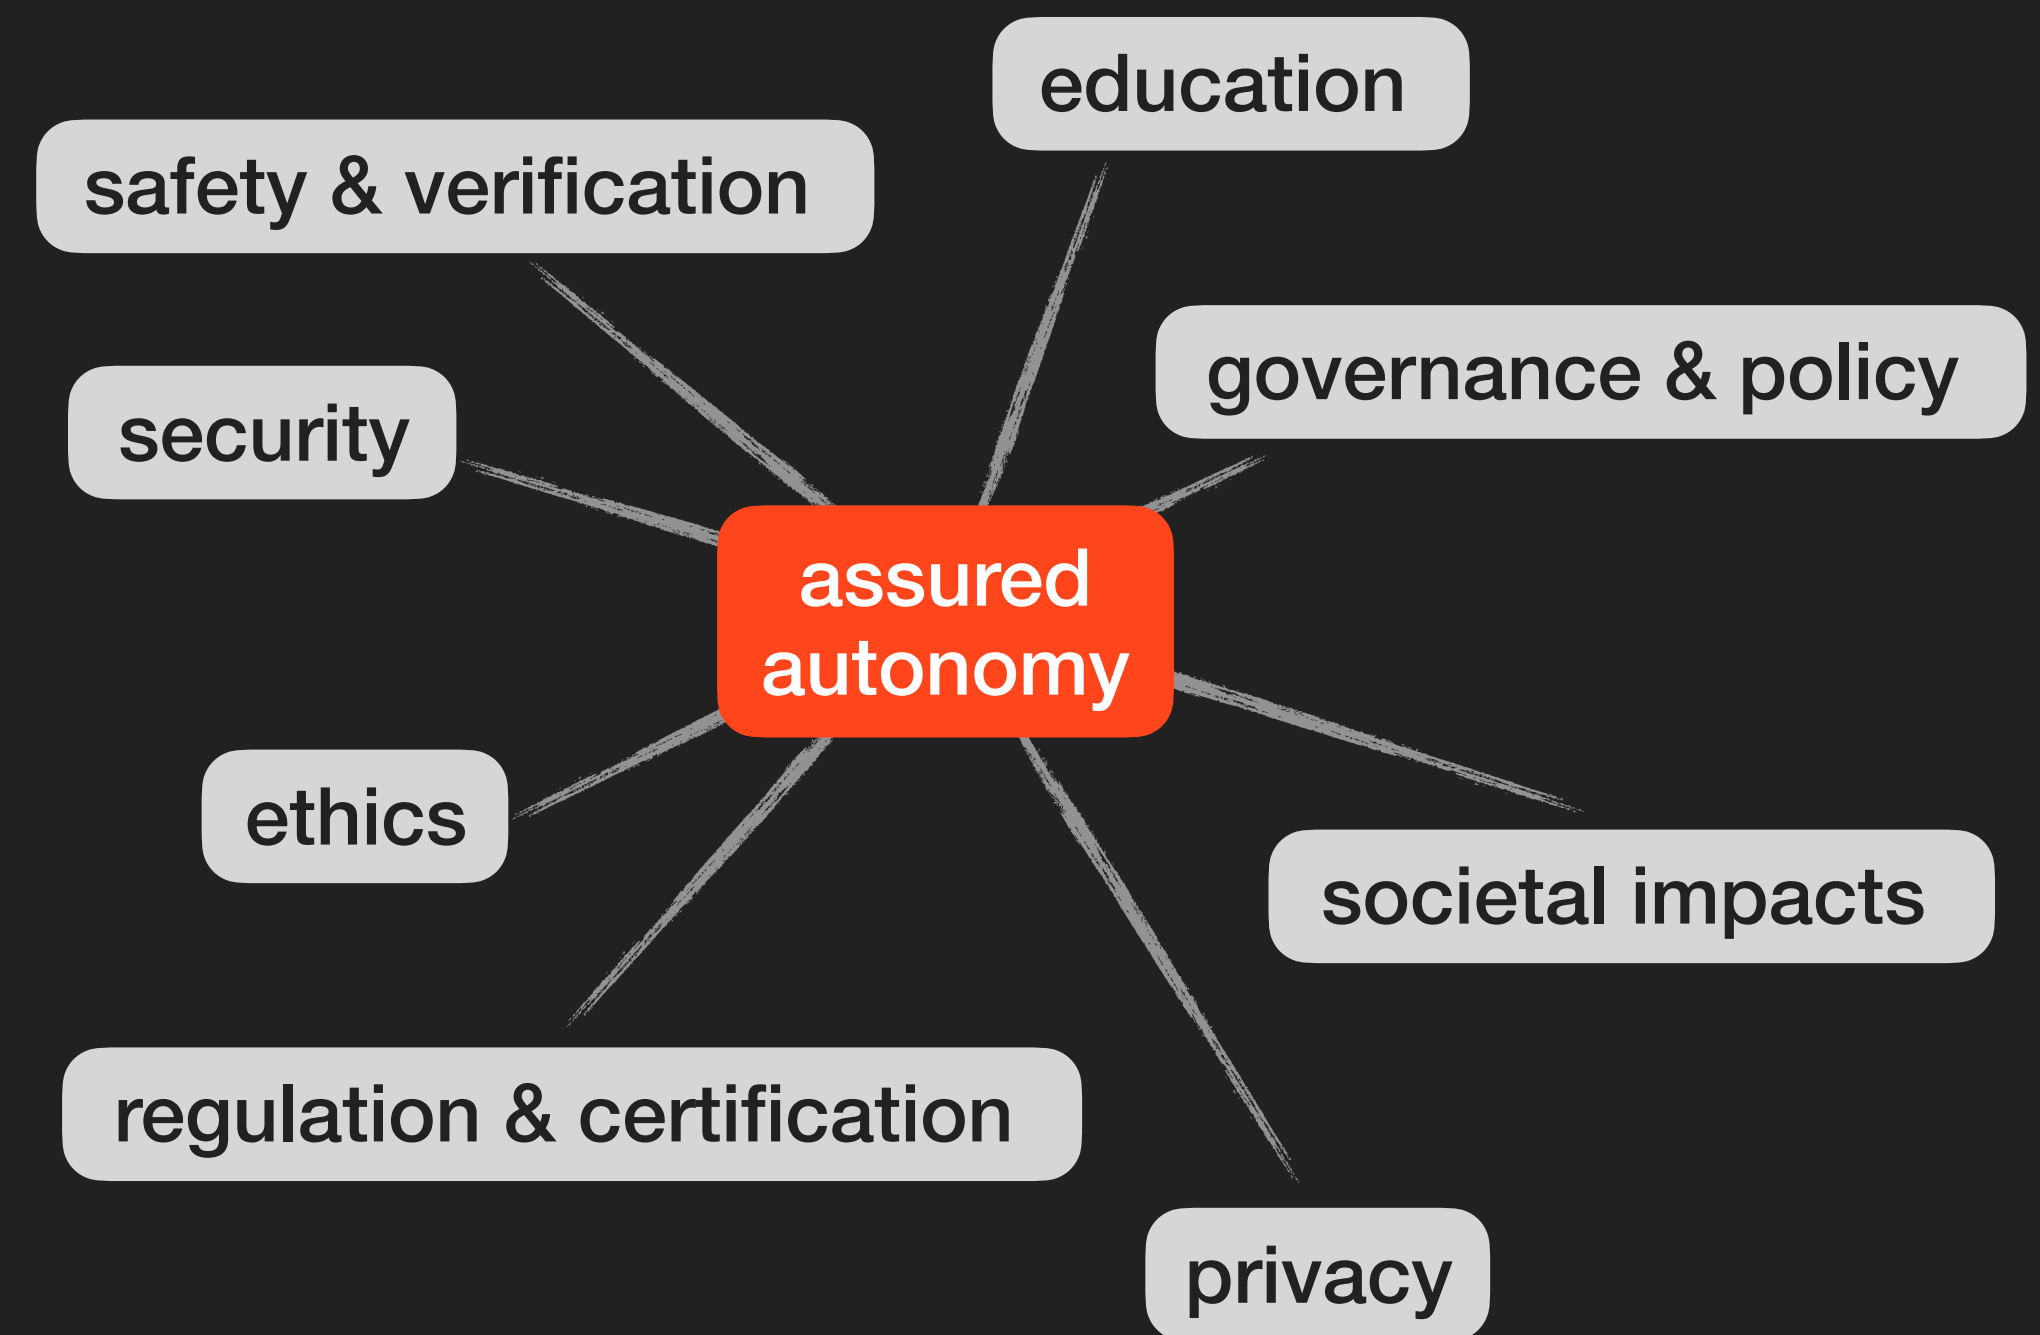 education
safety & verification
governance & policy
security
assured
autonomy
ethics
societal impacts
regulation & certification
privacy